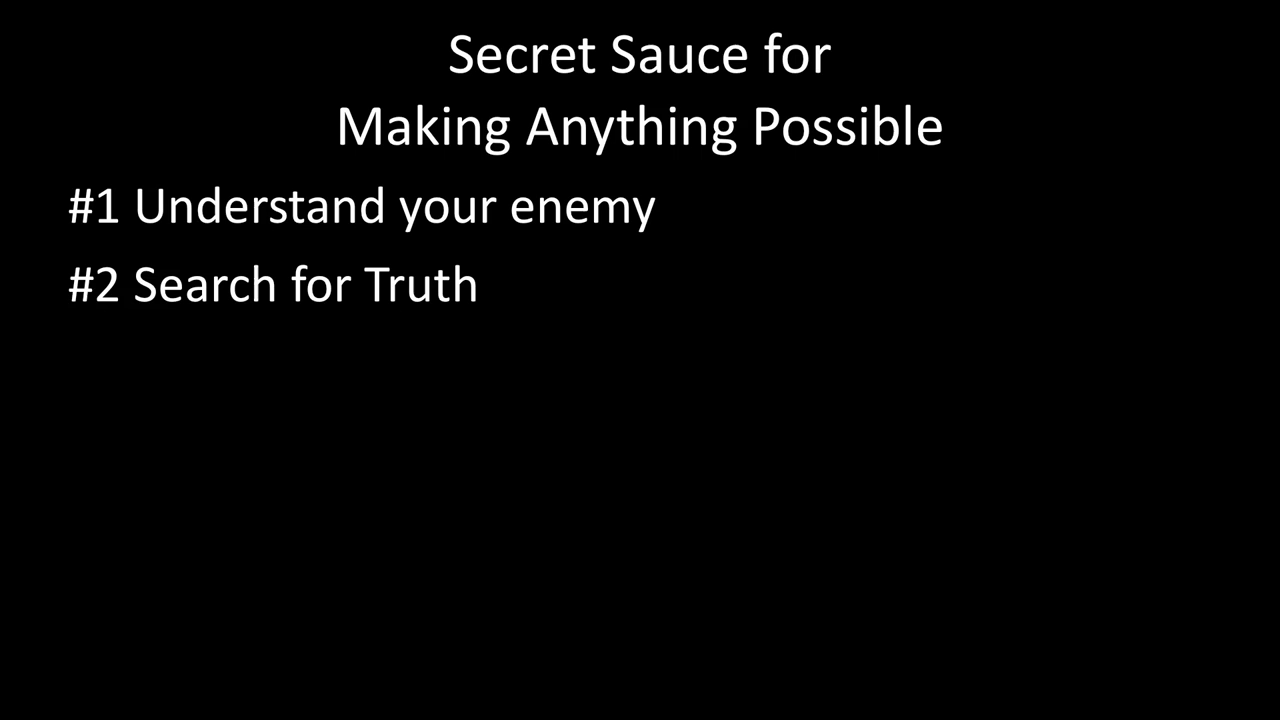 Secret Sauce for
Making Anything Possible
#1 Understand your enemy
#2 Search for Truth